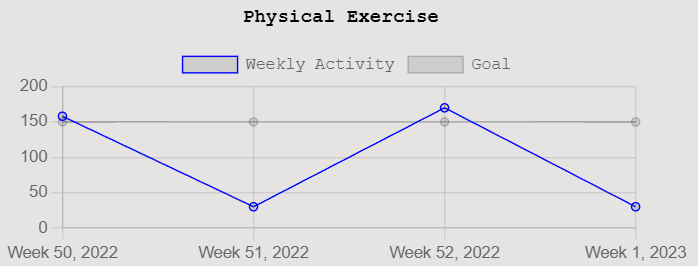 Physical Exercise
Weekly Activity Goal
200
150
100
50
0
Week 50, 2022 Week 51, 2022 Week 52, 2022 Week 1, 2023